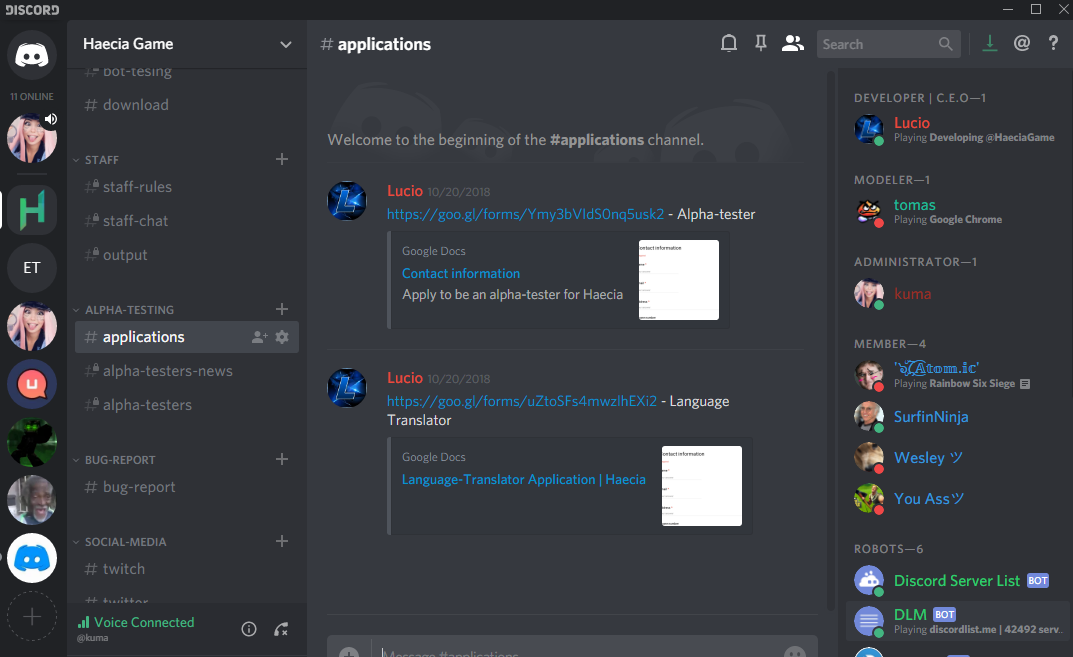 DISCORD
11 ONLINE
ET
Haecia Game
bot-tesing
# download
STAFF
staff-rules
staff-chat
output
ALPHA-TESTING
# applications
alpha-testers-news
alpha-testers
BUG-REPORT
# bug-report
SOCIAL-MEDIA
# twitch
# twitter
Voice Connected
@kuma
# applications
Search
Welcome to the beginning of the #applications channel.
Lucio 10/20/2018
https://goo.gl/forms/Ymy3bVIdS0nq5usk2 - Alpha-tester
Google Docs
Contact information
Apply to be an alpha-tester for Haecia
ontact information
Lucio 10/20/2018
https://goo.gl/forms/uZtoSFs4mwzlhEXi2 - Language
Translator
Google Docs
Language-Translator Application | Haecia
ontact information
Message #applications
DEVELOPER | C.E.O—1
Lucio
Playing Developing @HaeciaGame
MODELER—1
tomas
Playing Google Chrome
ADMINISTRATOR—1
kuma
MEMBER—4
Playing Rainbow Six Siege
SurfinNinja
Wesley ツ
You Assツ
ROBOTS—6
Discord Server List BOT
DLM BOT
Playing discordlist.me | 42492 serv..